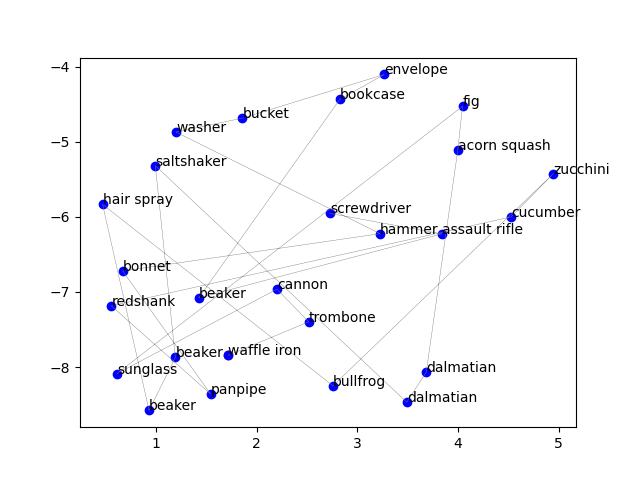 −4
envelope
bookcase
fig
bucket
washer
−5
acorn squash
saltshaker
zucchini
hair spray
screwdriver
cucumber
−6
hammer
assault rifle
bonnet
cannon
beaker
−7
redshank
trombone
beaker
waffle iron
−8
sunglass
dalmatian
bullfrog
panpipe
dalmatian
beaker
1
2
3
4
5